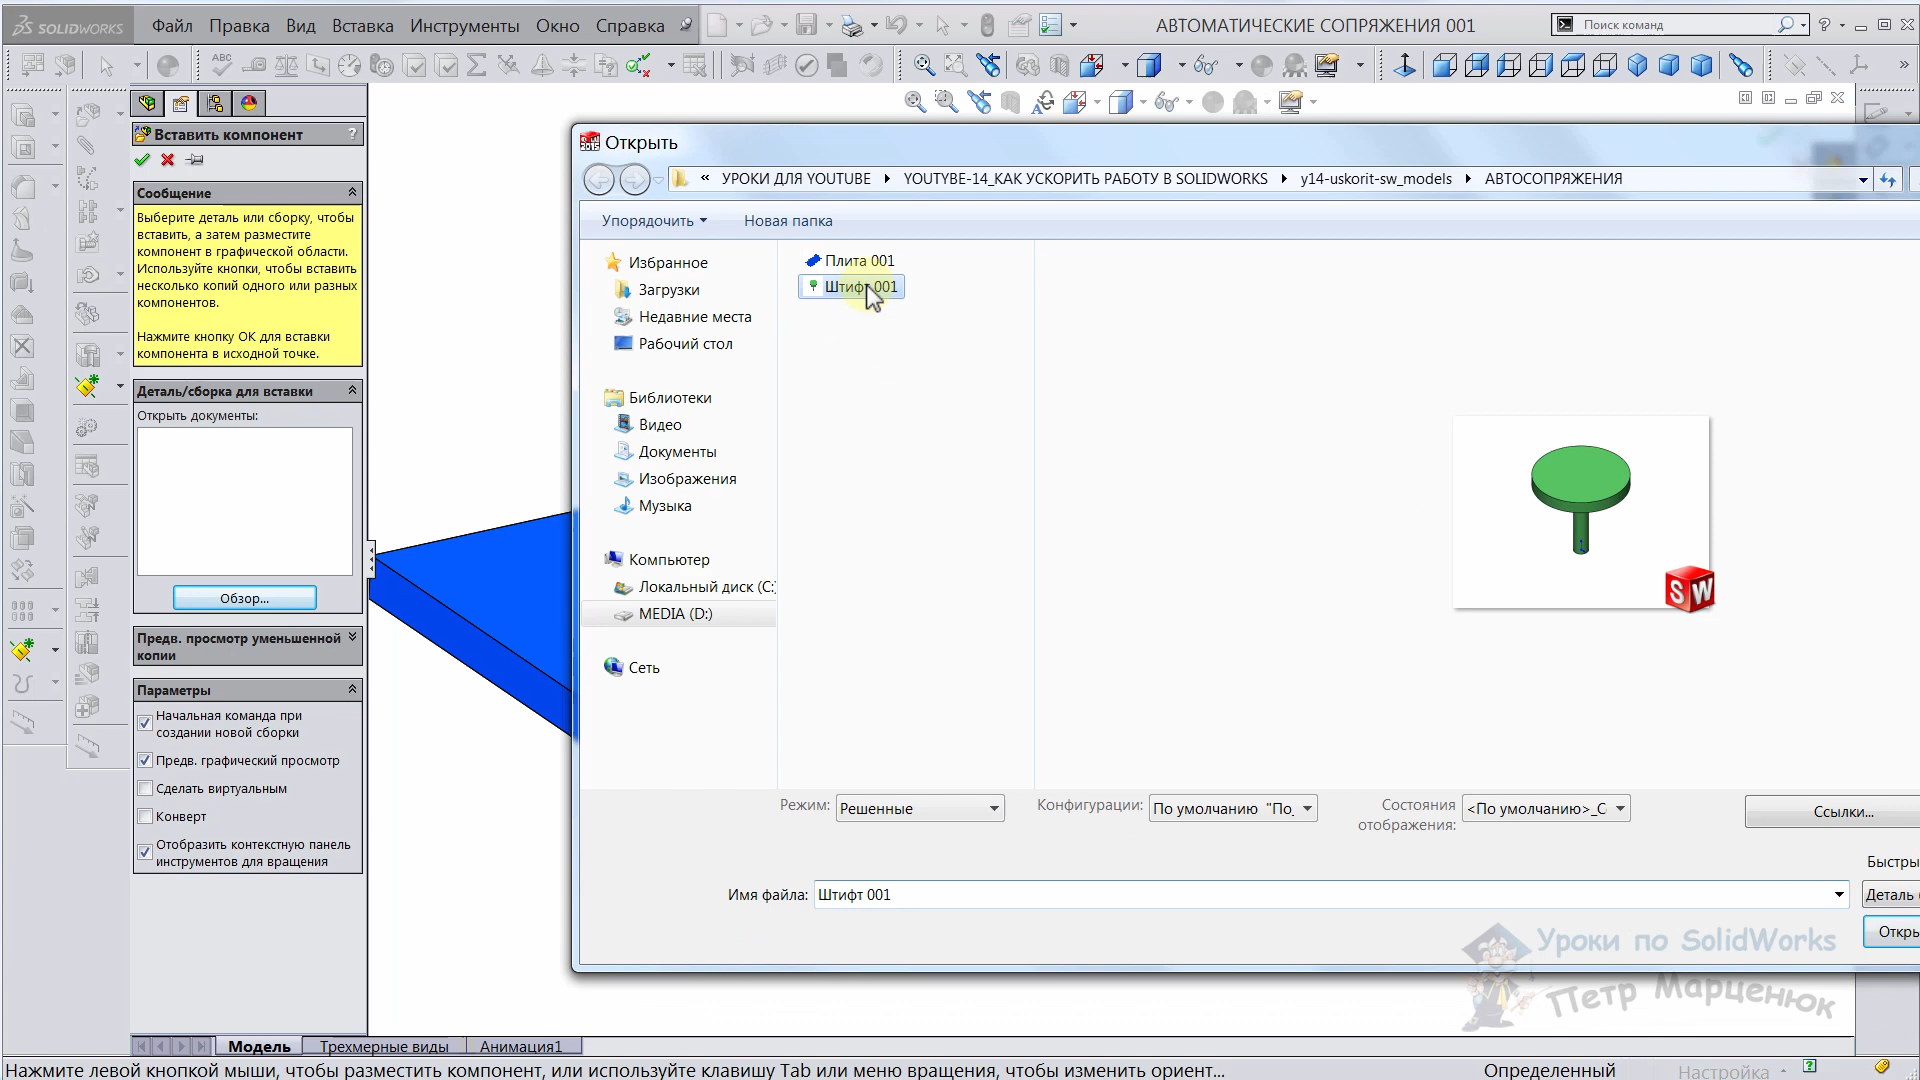 SOLIDWORKS
Файл Правка Вид Вставка Инструменты Окно Справка
АВТОМАТИЧЕСКИЕ СОПРЯЖЕНИЯ 001
Поиск команд
Вставить компонент
Сообщение
Выберите деталь или сборку, чтобы
вставить, а затем разместите
компонент в графической области.
Используйте кнопки, чтобы вставить
несколько копий одного или разных
компонентов.
Нажмите кнопку ОК для вставки
компонента в исходной точке.
Деталь/сборка для вставки
Открыть документы:
Обзор...
Предв. просмотр уменьшенной
копии
Параметры
Начальная команда при
создании новой сборки
Предв. графический просмотр
Сделать виртуальным
Конверт
Отобразить контекстную панель
инструментов для вращения
Открыть
« УРОКИ ДЛЯ YOUTUBE YOUTYBE-14_КАК УСКОРИТЬ РАБОТУ В SOLIDWORKS y14-uskorit-sw_models АВТОСОПРЯЖЕНИЯ
Упорядочить Новая папка
Избранное
Загрузки
Недавние места
Рабочий стол
Библиотеки
Видео
Документы
Изображения
Музыка
Компьютер
Локальный диск (C:)
MEDIA (D:)
Сеть
Плита 001
Штифт 001
SW
Режим: Решенные
Конфигурации: По умолчанию "По_
Состояния
отображения:
<По умолчанию>_С
Ссылки...
Быстры
Имя файла: Штифт 001
Деталь
Откры
Уроки по SolidWorks
Петр Марценюк
Модель Трехмерные виды Анимация1
Нажмите левой кнопкой мыши, чтобы разместить компонент, или используйте клавишу Tab или меню вращения, чтобы изменить ориент...
Определенный
Настройка